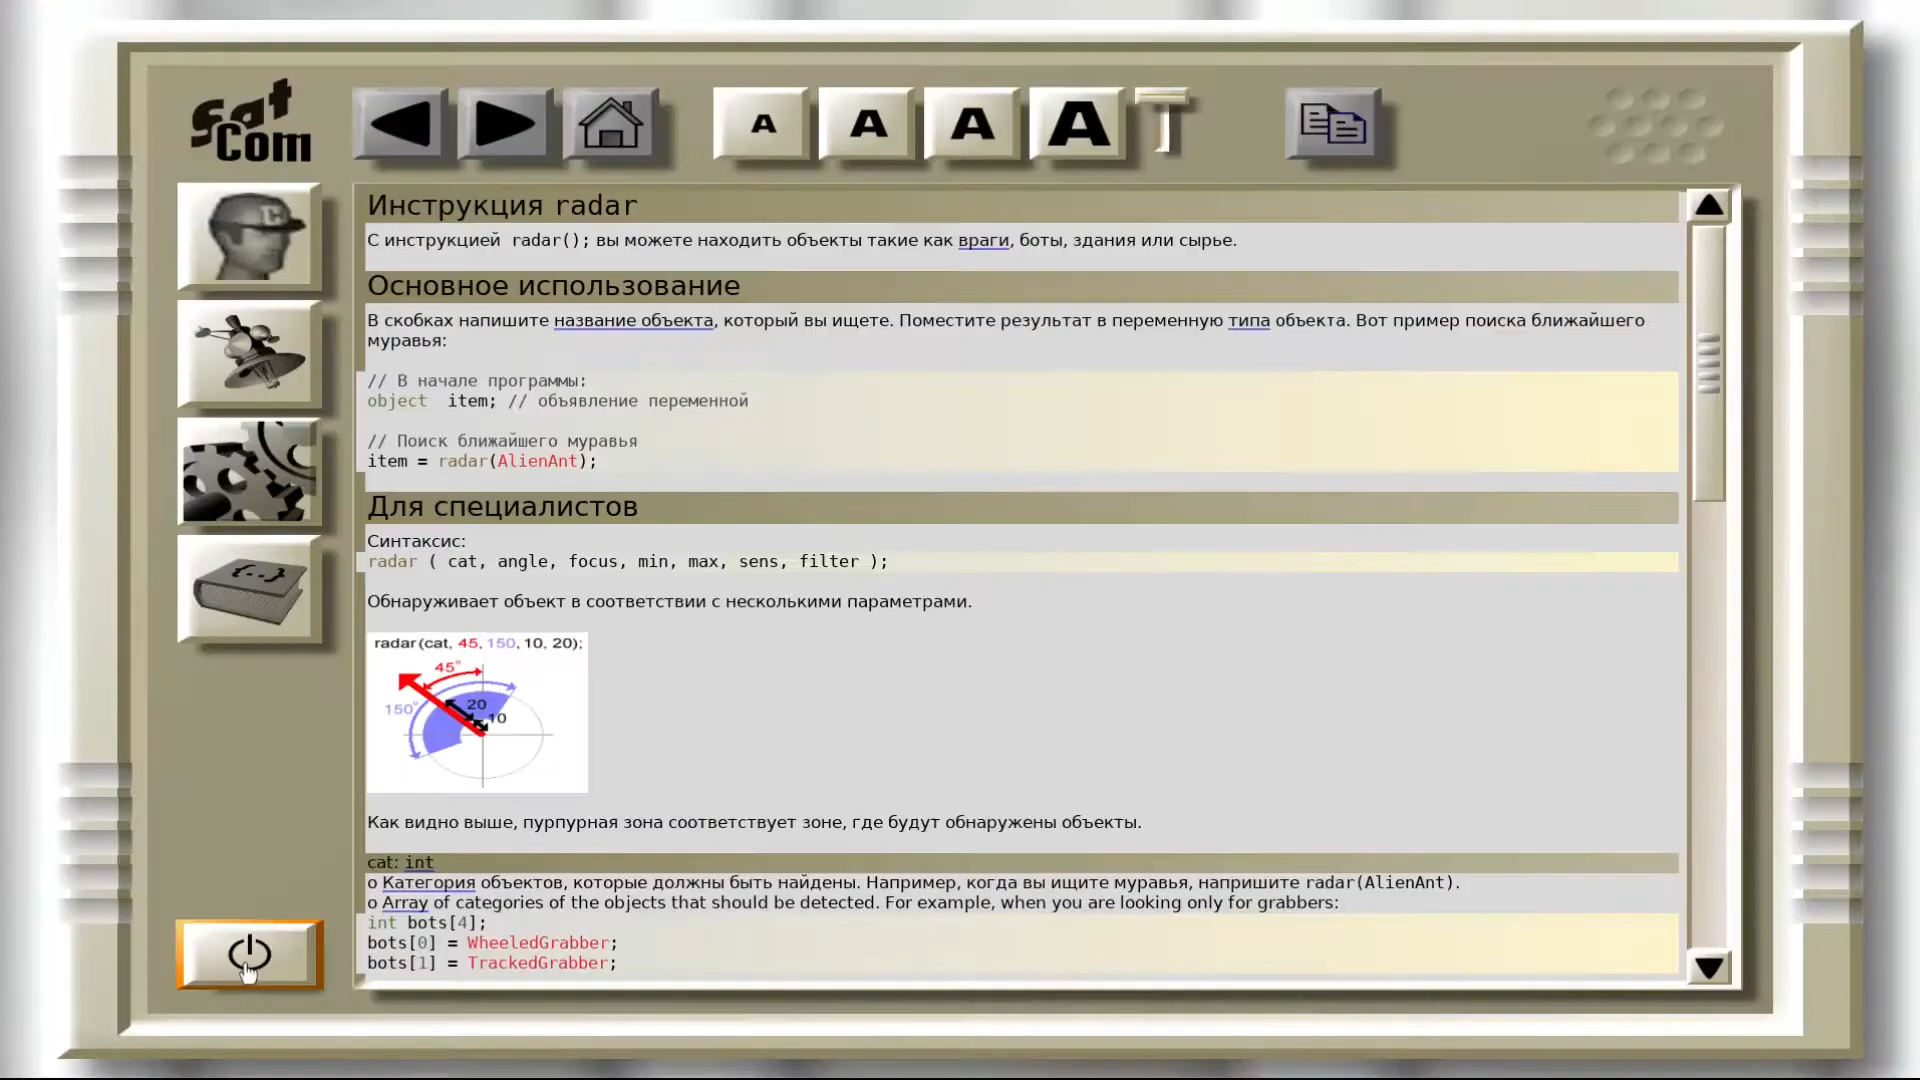 Sat
Com
A A A A
Инструкция radar
С инструкцией radar(); вы можете находить объекты такие как враги, боты, здания или сырье.
Основное использование
В скобках напишите название объекта, который вы ищете. Поместите результат в переменную типа объекта. Вот пример поиска ближайшего
муравья:
// В начале программы:
object item; // объявление переменной
// Поиск ближайшего муравья
item = radar(AlienAnt);
Для специалистов
Синтаксис:
radar ( cat, angle, focus, min, max, sens, filter );
Обнаруживает объект в соответствии с несколькими параметрами.
radar(cat, 45, 150, 10, 20);
45°
150°
20
10
Как видно выше, пурпурная зона соответствует зоне, где будут обнаружены объекты.
cat: int
o Категория объектов, которые должны быть найдены. Например, когда вы ищите муравья, напришите radar(AlienAnt).
o Array of categories of the objects that should be detected. For example, when you are looking only for grabbers:
int bots[4];
bots[0] = WheeledGrabber;
bots[1] = TrackedGrabber;
{..}